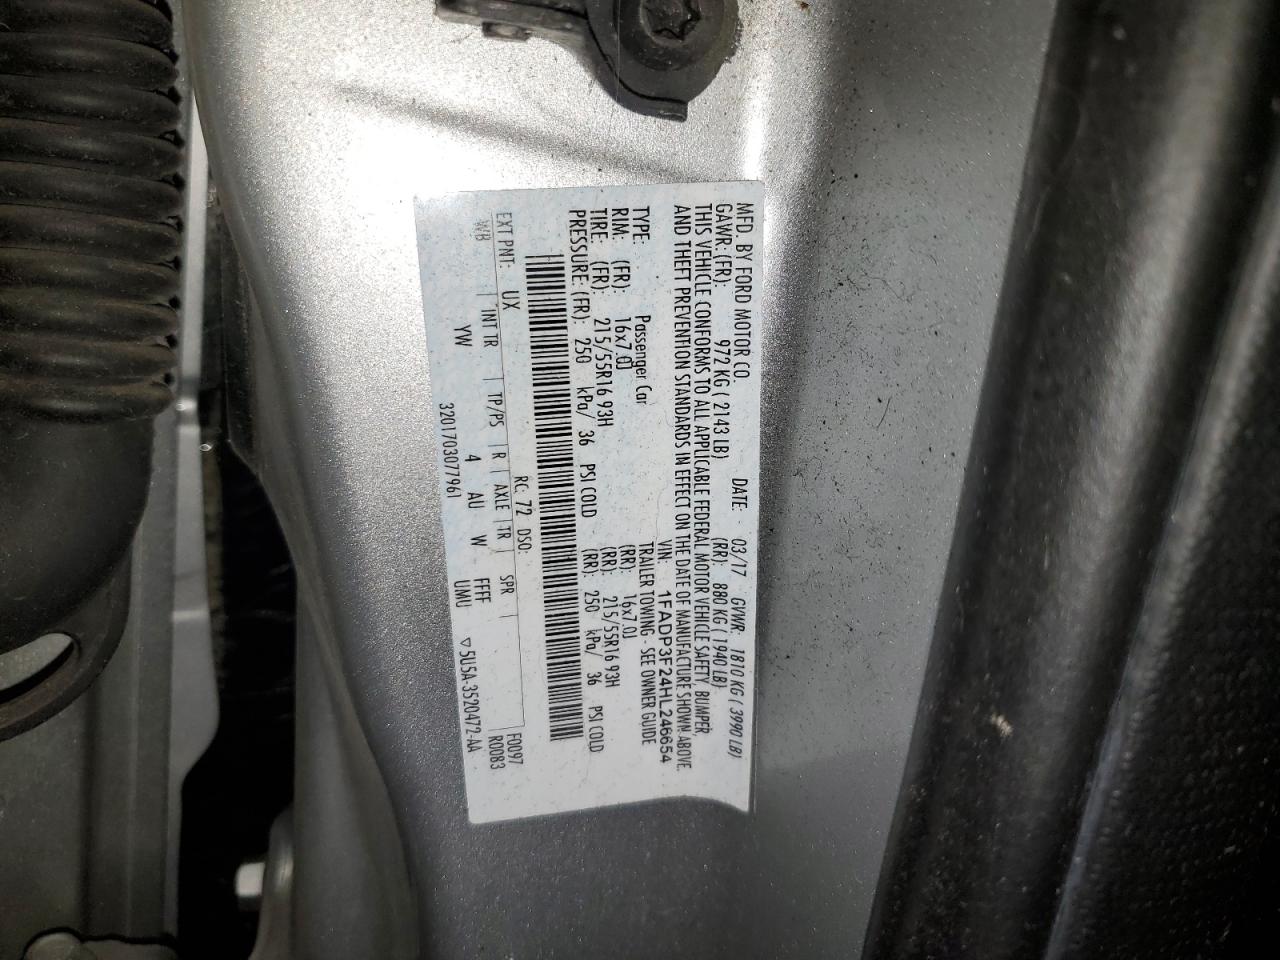 MFD. BY FORD MOTOR CO. DATE: 03/17 GVWR: 1810 KG ( 3990 LB)
GAWR: (FR): 972 KG ( 2143 LB) (RR): 880 KG ( 1940 LB)
THIS VEHICLE CONFORMS TO ALL APPLICABLE FEDERAL MOTOR VEHICLE SAFETY BUMPER,
AND THEFT PREVENTION STANDARDS IN EFFECT ON THE DATE OF MANUFACTURE SHOWN ABOVE.
VIN: 1FADP3F24HL246654
TYPE: Passenger Car TRAILER TOWING - SEE OWNER GUIDE
RIM: (FR): 16x7.0J (RR): 16x7.0J
TIRE: (FR): 215/55R16 93H (RR): 215/55R16 93H
PRESSURE: (FR): 250 kPa/ 36 PSI COLD (RR): 250 kPa/ 36 PSI COLD
EXT PNT: UX RC: 72 DSO: F0097
WB INT TR TP/PS R AXLE TR SPR R00B3
YW 4 AU W FFFF
UMU
3201703077961 ▽5U5A-3520472-AA